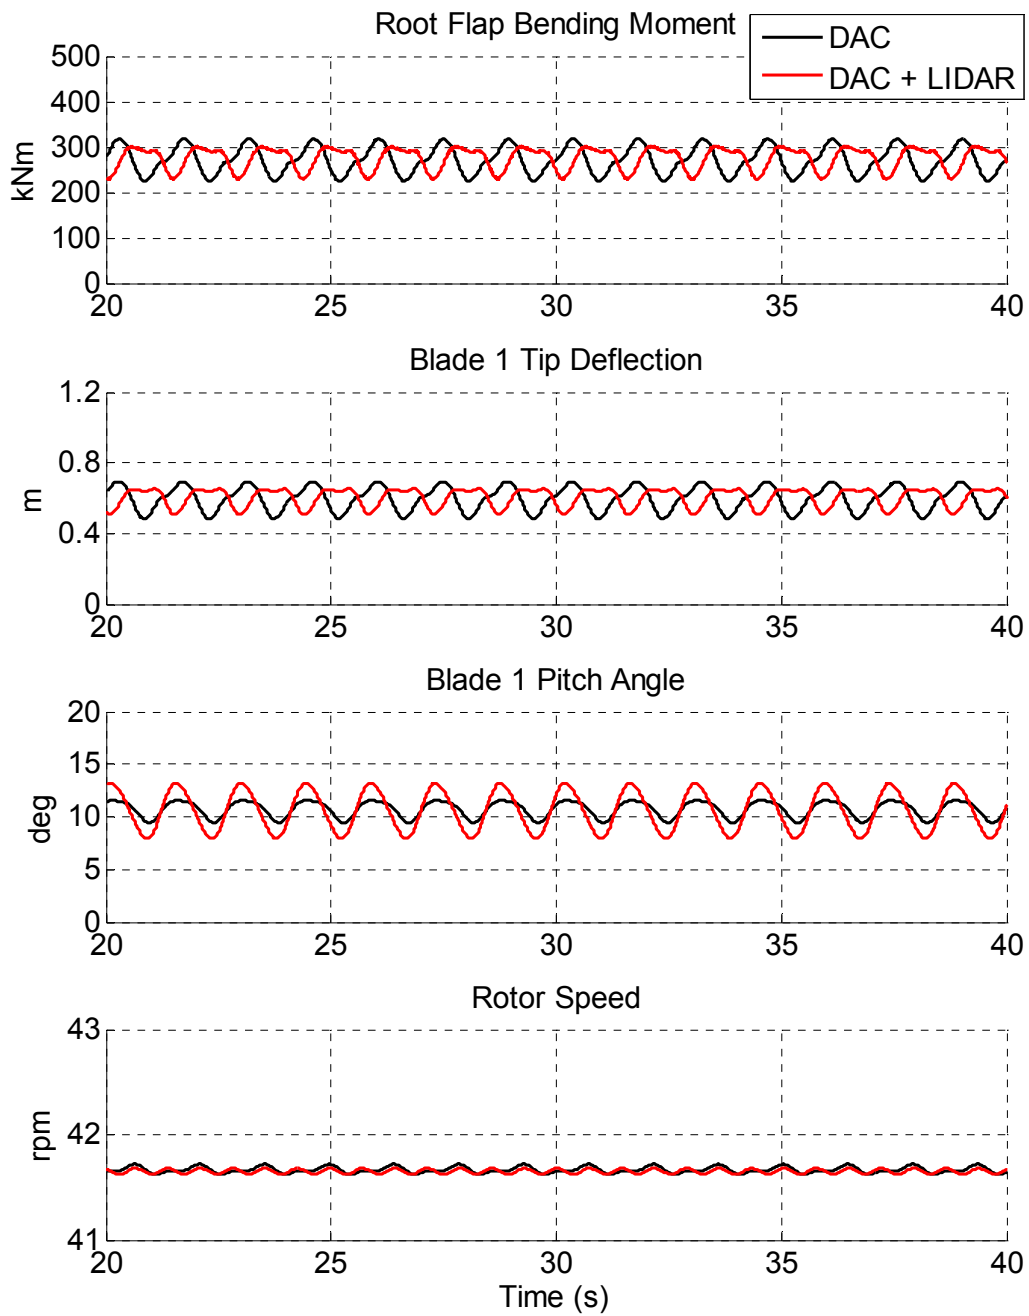 Root Flap Bending Moment
DAC
DAC + LIDAR
500
400
300
200
100
0
kNm
20 25 30 35 40
Blade 1 Tip Deflection
1.2
0.8
0.4
0
m
20 25 30 35 40
Blade 1 Pitch Angle
20
15
10
5
0
deg
20 25 30 35 40
Rotor Speed
43
42
41
rpm
20 25 30 35 40
Time (s)